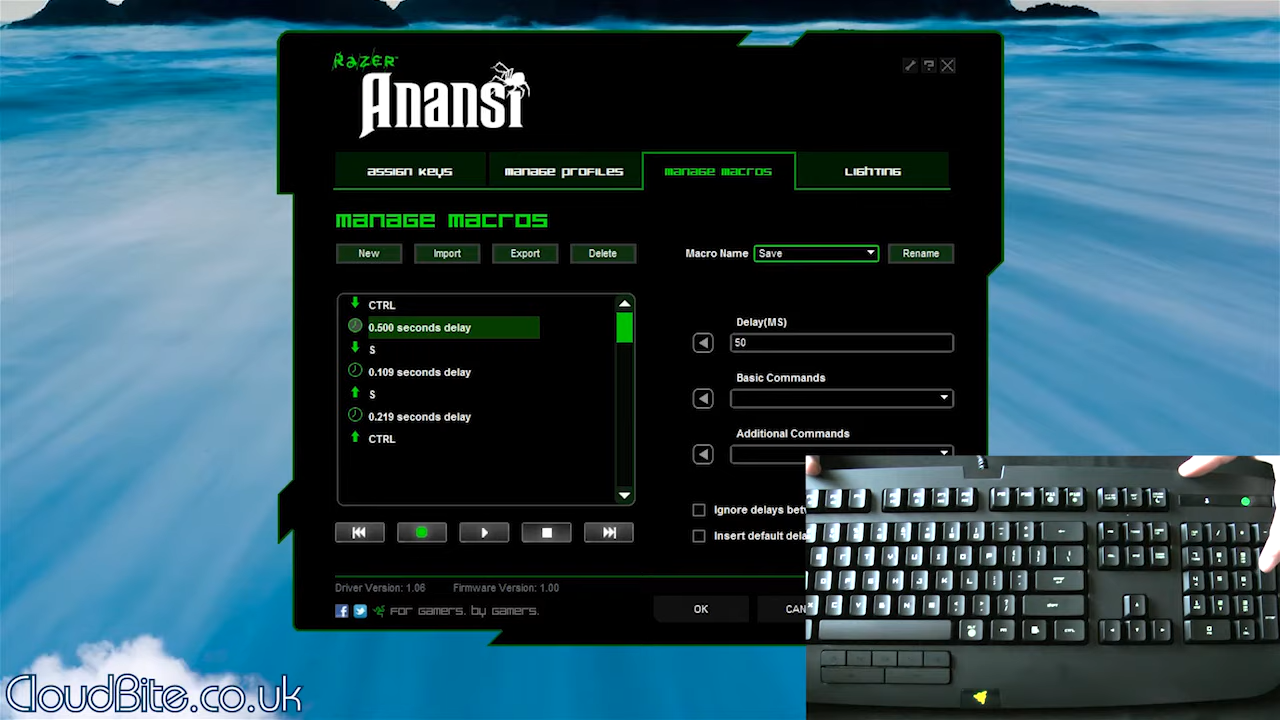 RAZER
Anansi
assign keys
manage profiles
manage macros
Lighting
manage macros
New
Import
Export
Delete
Macro Name
Save
Rename
CTRL
0.500 seconds delay
S
0.109 seconds delay
S
0.219 seconds delay
CTRL
Delay(MS)
50
Basic Commands
Additional Commands
Ignore delays betw
Insert default dela
Driver Version: 1.06
Firmware Version: 1.00
FOR GAMERS. BY GAMERS.
OK
CAN
CloudBite.co.uk